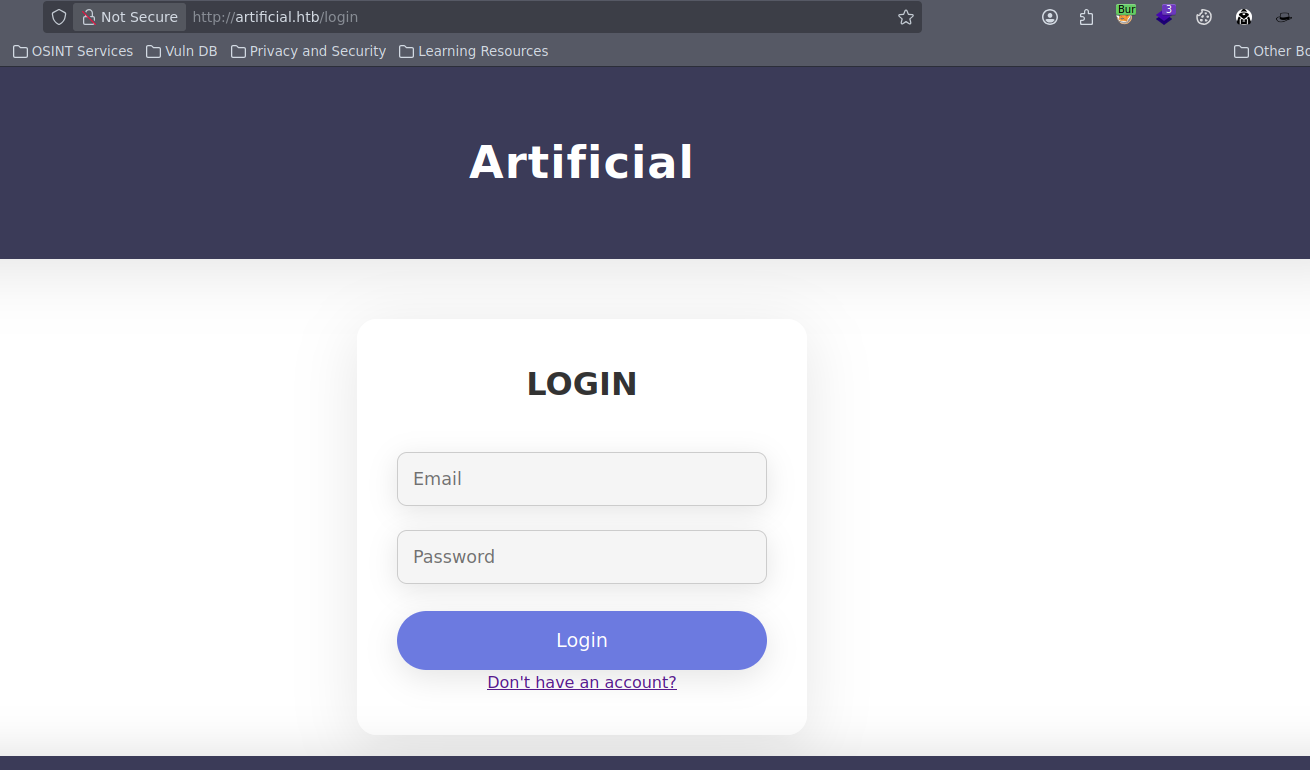 Not Secure http://artificial.htb/login Bur 3
OSINT Services Vuln DB Privacy and Security Learning Resources Other Bo
Artificial
LOGIN
Email
Password
Login
Don't have an account?